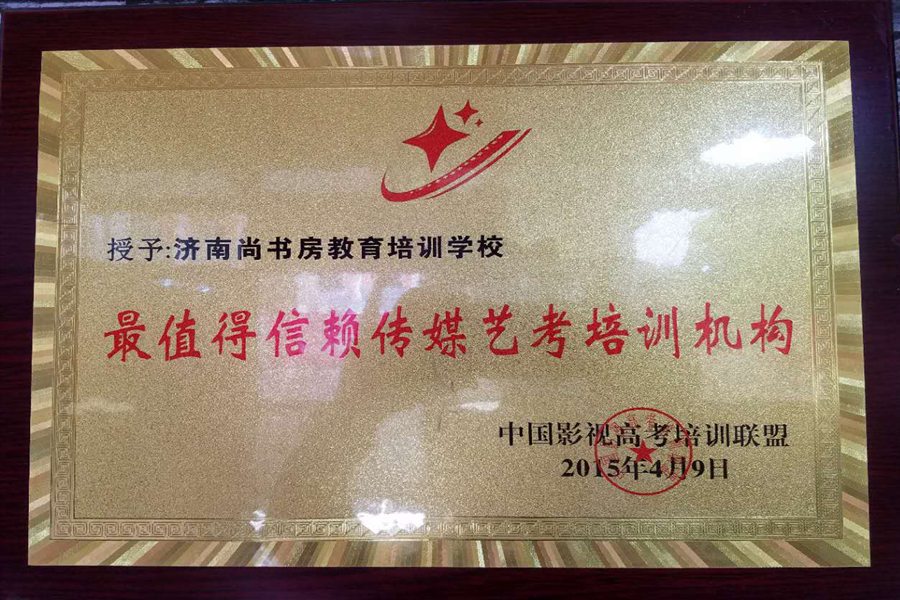 授予:济南尚书房教育培训学校
最值得信赖传媒艺考培训机构
中国影视高考培训联盟
2015年4月9日